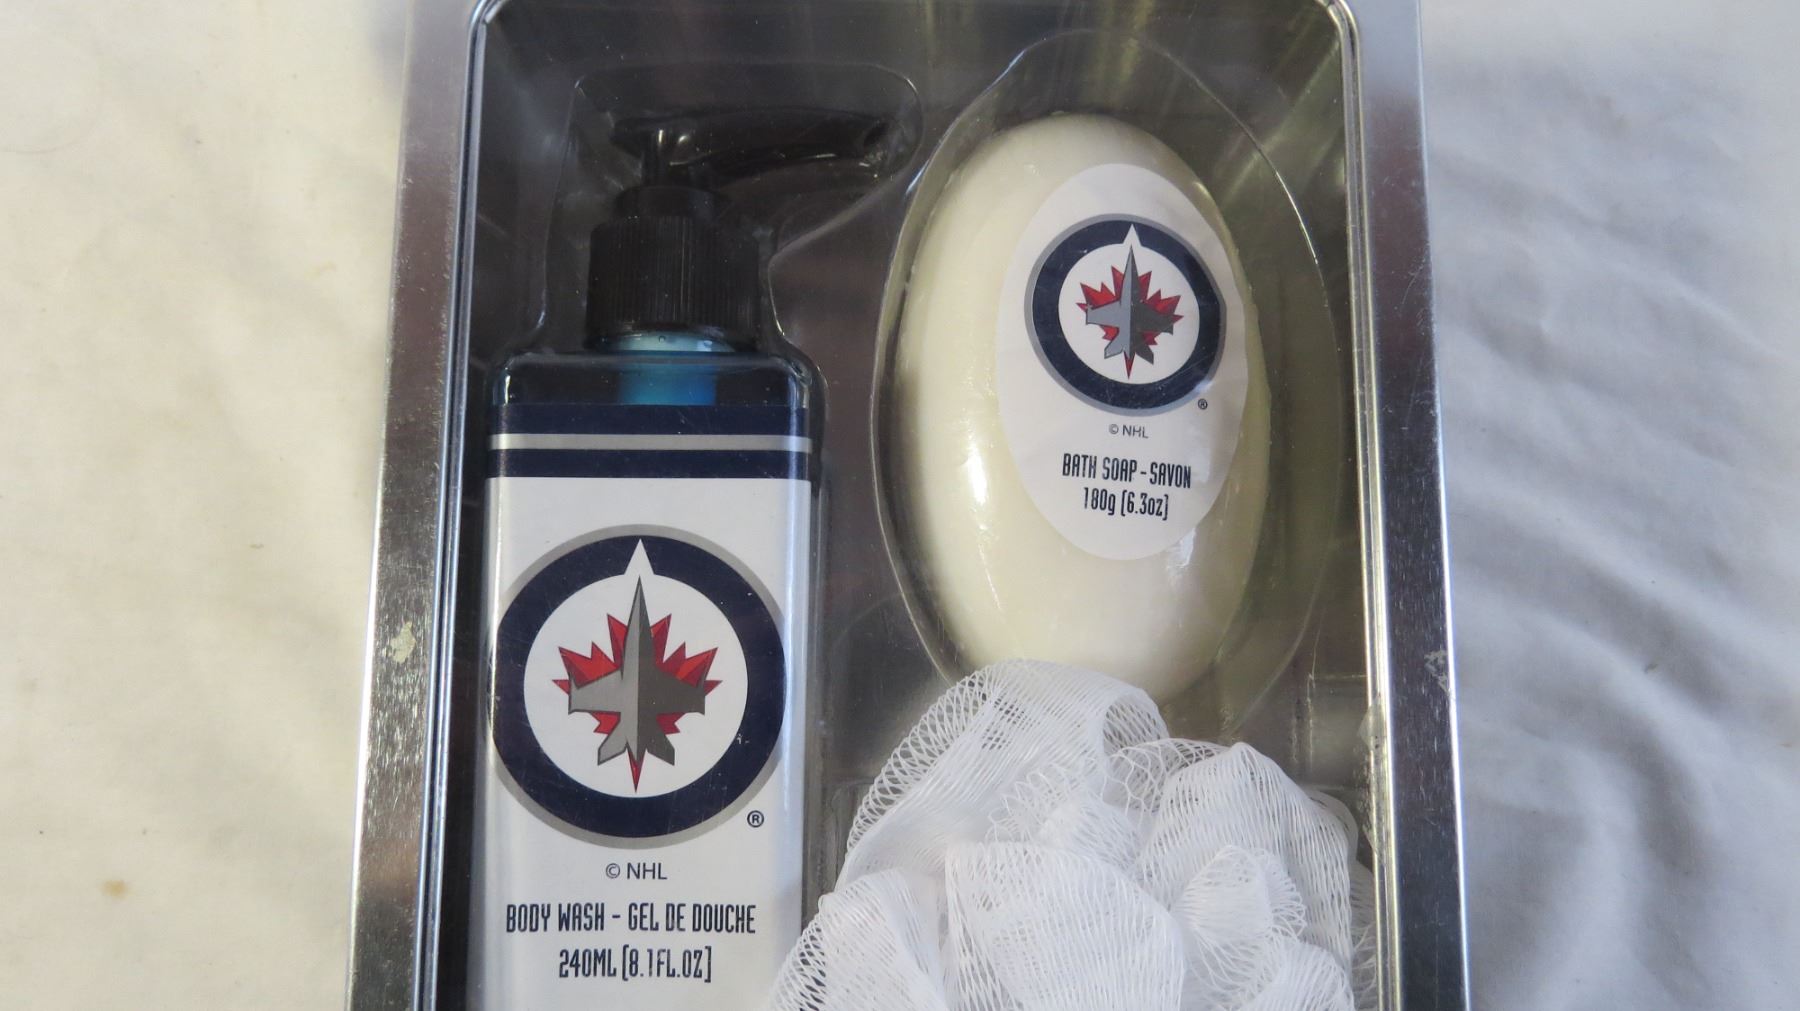 ®
© NHL
BODY WASH - GEL DE DOUCHE
240ML [8.1FL.OZ]
®
© NHL
BATH SOAP - SAVON
180g [6.3oz]